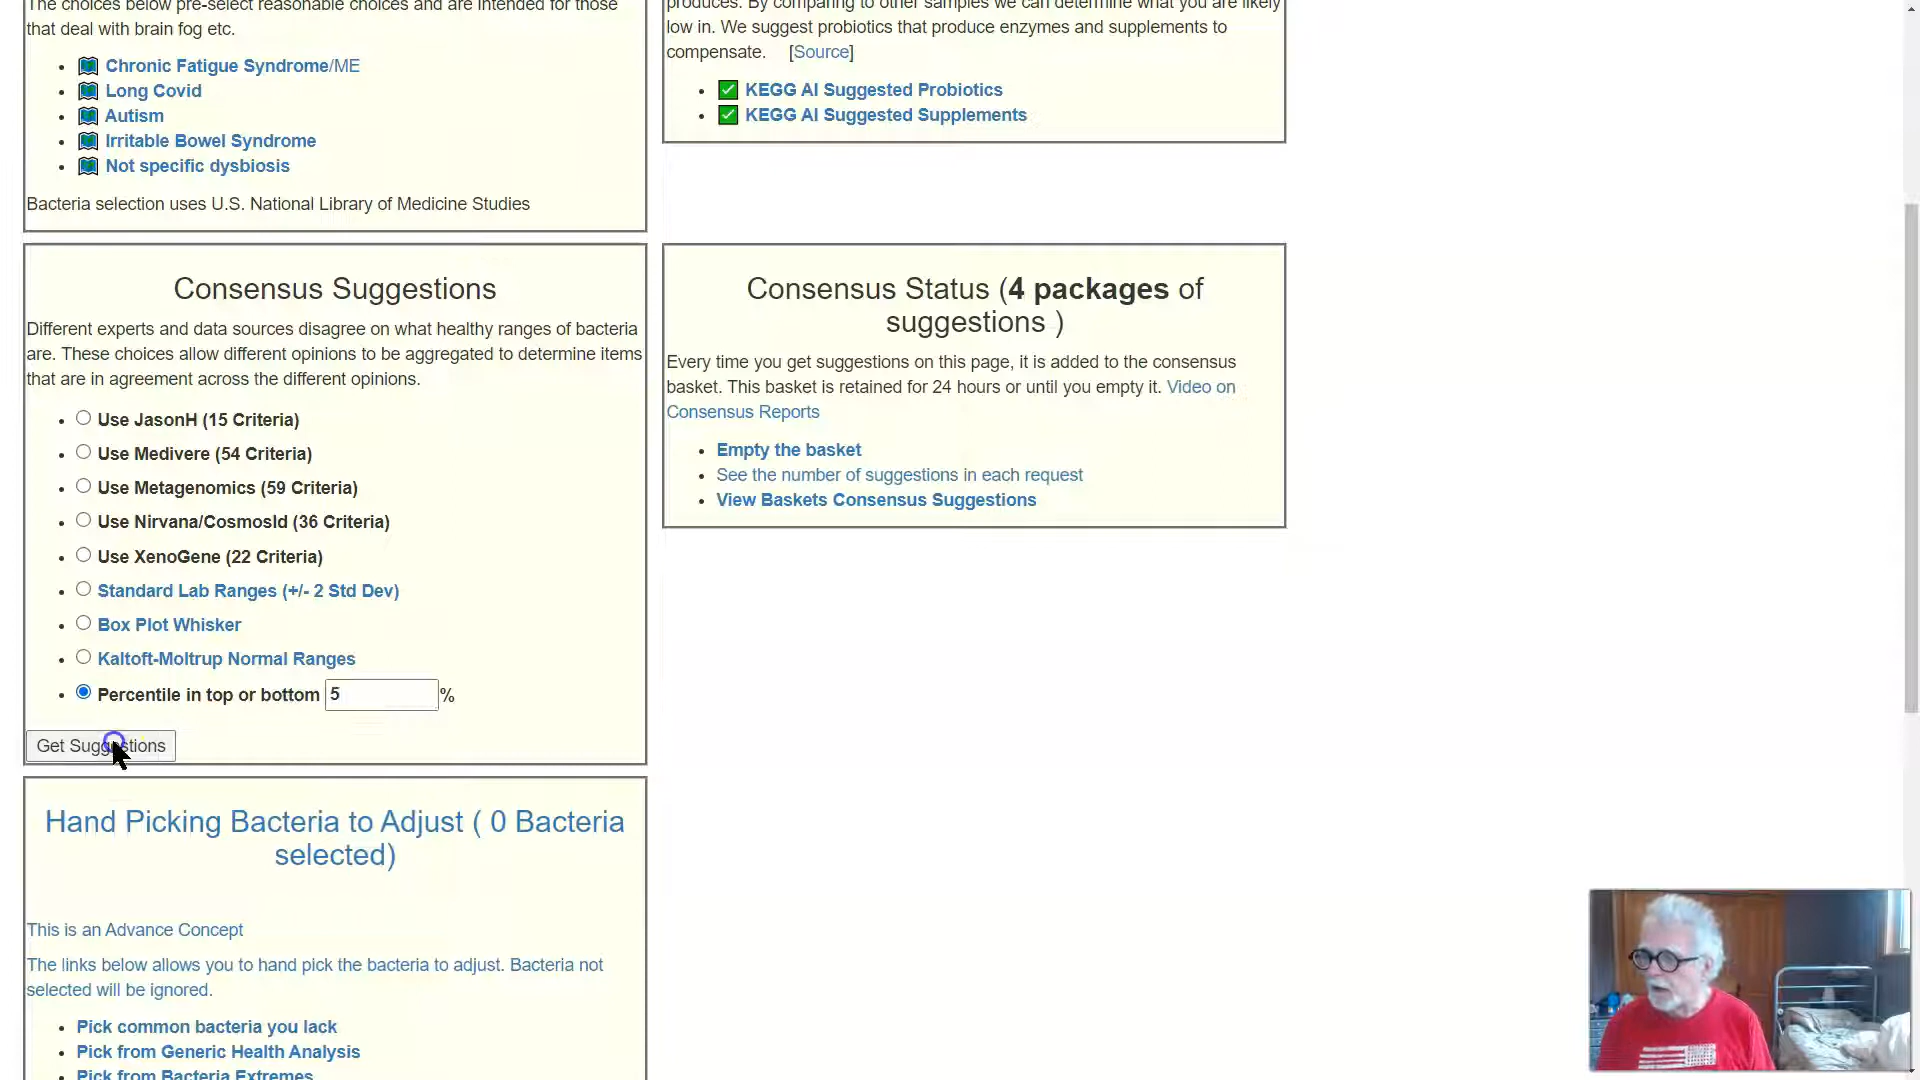 The choices below pre-select reasonable choices and are intended for those
that deal with brain fog etc.
Chronic Fatigue Syndrome/ME
Long Covid
Autism
Irritable Bowel Syndrome
Not specific dysbiosis
Bacteria selection uses U.S. National Library of Medicine Studies
produces. By comparing to other samples we can determine what you are likely
low in. We suggest probiotics that produce enzymes and supplements to
compensate. [Source]
KEGG AI Suggested Probiotics
KEGG AI Suggested Supplements
Consensus Suggestions
Different experts and data sources disagree on what healthy ranges of bacteria
are. These choices allow different opinions to be aggregated to determine items
that are in agreement across the different opinions.
Use JasonH (15 Criteria)
Use Medivere (54 Criteria)
Use Metagenomics (59 Criteria)
Use Nirvana/CosmosId (36 Criteria)
Use XenoGene (22 Criteria)
Standard Lab Ranges (+/- 2 Std Dev)
Box Plot Whisker
Kaltoft-Moltrup Normal Ranges
Percentile in top or bottom 5 %
Get Suggestions
Consensus Status (4 packages of
suggestions )
Every time you get suggestions on this page, it is added to the consensus
basket. This basket is retained for 24 hours or until you empty it. Video on
Consensus Reports
Empty the basket
See the number of suggestions in each request
View Baskets Consensus Suggestions
Hand Picking Bacteria to Adjust ( 0 Bacteria
selected)
This is an Advance Concept
The links below allows you to hand pick the bacteria to adjust. Bacteria not
selected will be ignored.
Pick common bacteria you lack
Pick from Generic Health Analysis
Pick from Bacteria Extremes